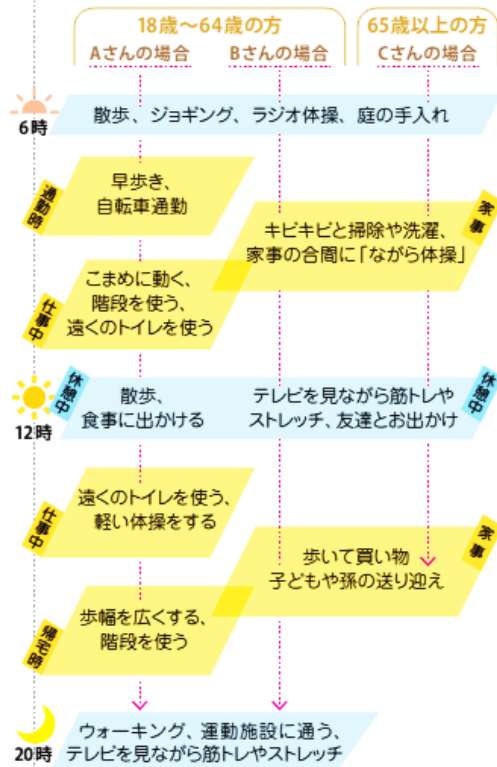 18歳〜64歳の方
65歳以上の方
Aさんの場合
Bさんの場合
Cさんの場合
6時
散歩、ジョギング、ラジオ体操、庭の手入れ
通勤時
早歩き、
自転車通勤
家事
キビキビと掃除や洗濯、
家事の合間に「ながら体操」
仕事中
こまめに動く、
階段を使う、
遠くのトイレを使う
12時
休憩中
散歩、
食事に出かける
テレビを見ながら筋トレや
ストレッチ、友達とお出かけ
休憩中
仕事中
遠くのトイレを使う、
軽い体操をする
家事
歩いて買い物
子どもや孫の送り迎え
帰宅時
歩幅を広くする、
階段を使う
20時
ウォーキング、運動施設に通う、
テレビを見ながら筋トレやストレッチ